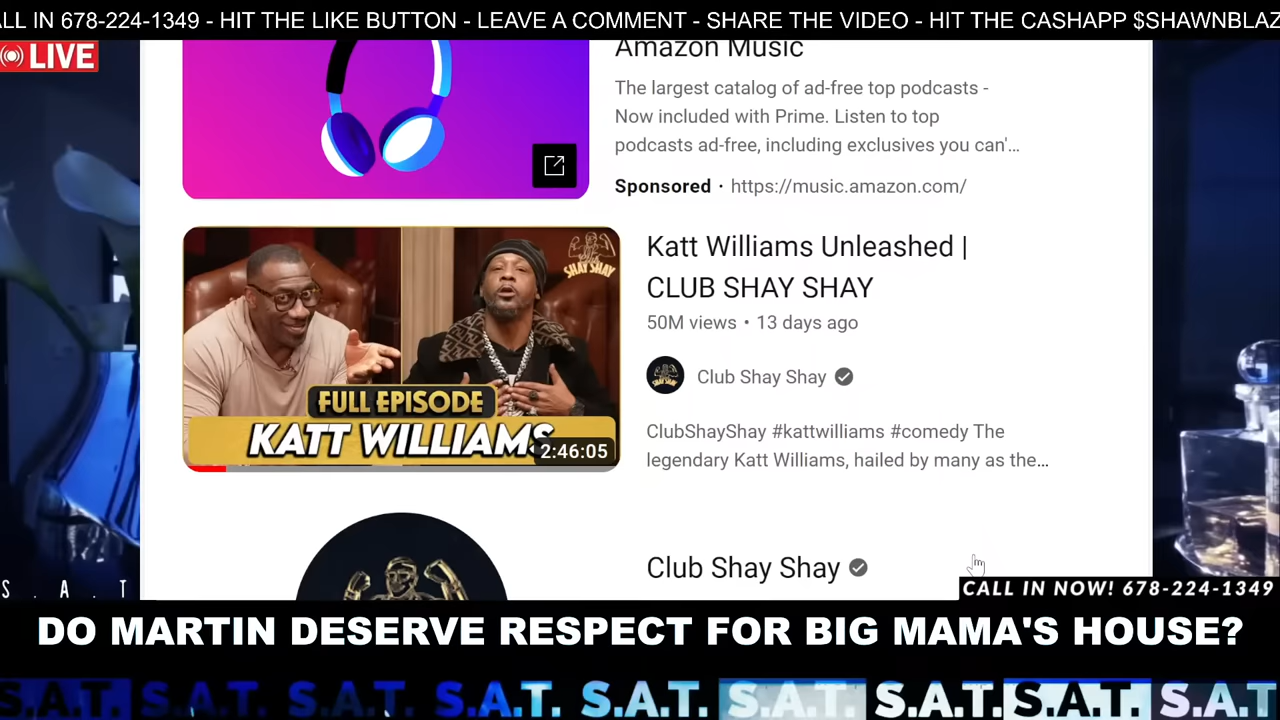 ALL IN 678-224-1349 - HIT THE LIKE BUTTON - LEAVE A COMMENT - SHARE THE VIDEO - HIT THE CASHAPP $SHAWNBLAZ
LIVE
Amazon Music
The largest catalog of ad-free top podcasts -
Now included with Prime. Listen to top
podcasts ad-free, including exclusives you can'...
Sponsored · https://music.amazon.com/
SHAY SHAY
FULL EPISODE
KATT WILLIAMS
2:46:05
Katt Williams Unleashed |
CLUB SHAY SHAY
50M views • 13 days ago
Club Shay Shay
ClubShayShay #kattwilliams #comedy The
legendary Katt Williams, hailed by many as the...
Club Shay Shay
S . A . T
CALL IN NOW! 678-224-1349
DO MARTIN DESERVE RESPECT FOR BIG MAMA'S HOUSE?
S.A.T. S.A.T. S.A.T. S.A.T. S.A.T. S.A.T. S.A.T. S.A.T. S.A.T